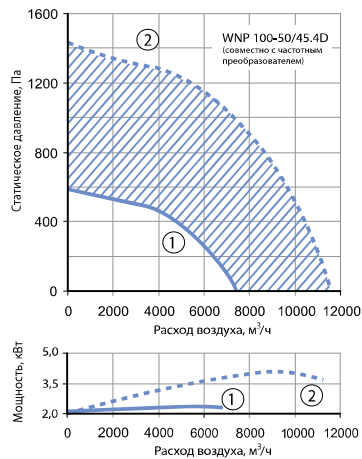 WNP 100-50/45.4D
(совместно с частотным
преобразователем)
Статическое давление, Па
1600
1200
800
400
0
2
1
0 2000 4000 6000 8000 10000 12000
Расход воздуха, м³/ч
Мощность, кВт
5,0
3,5
2,0
1
2
0 2000 4000 6000 8000 10000 12000
Расход воздуха, м³/ч